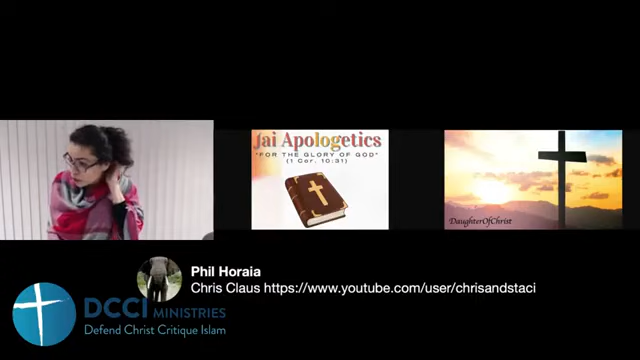 Jai Apologetics
"FOR THE GLORY OF GOD"
(1 Cor. 10:31)
DaughterOfChrist
Phil Horaia
Chris Claus https://www.youtube.com/user/chrisandstaci
DCCI MINISTRIES
Defend Christ Critique Islam